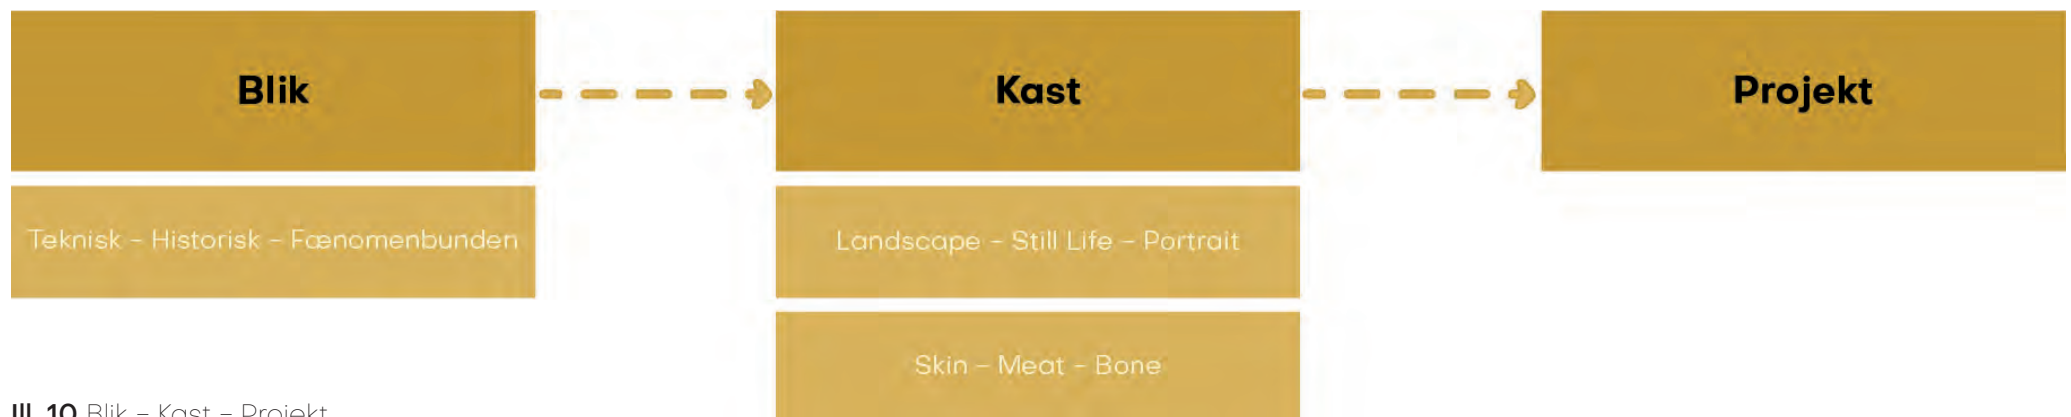 Blik
Kast
Projekt
Teknisk – Historisk – Fænomenbunden
Landscape – Still Life – Portrait
Skin – Meat – Bone
Ill. 10 Blik – Kast – Projekt